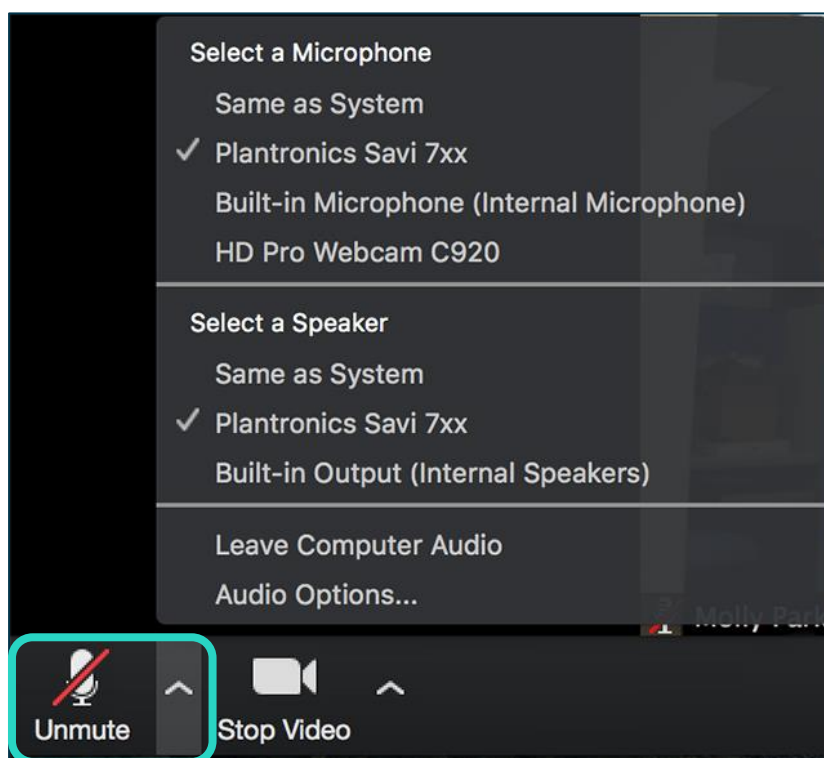 Select a Microphone
Same as System
Plantronics Savi 7xx
Built-in Microphone (Internal Microphone)
HD Pro Webcam C920
Select a Speaker
Same as System
Plantronics Savi 7xx
Built-in Output (Internal Speakers)
Leave Computer Audio
Audio Options...
Molly Park
Unmute
Stop Video